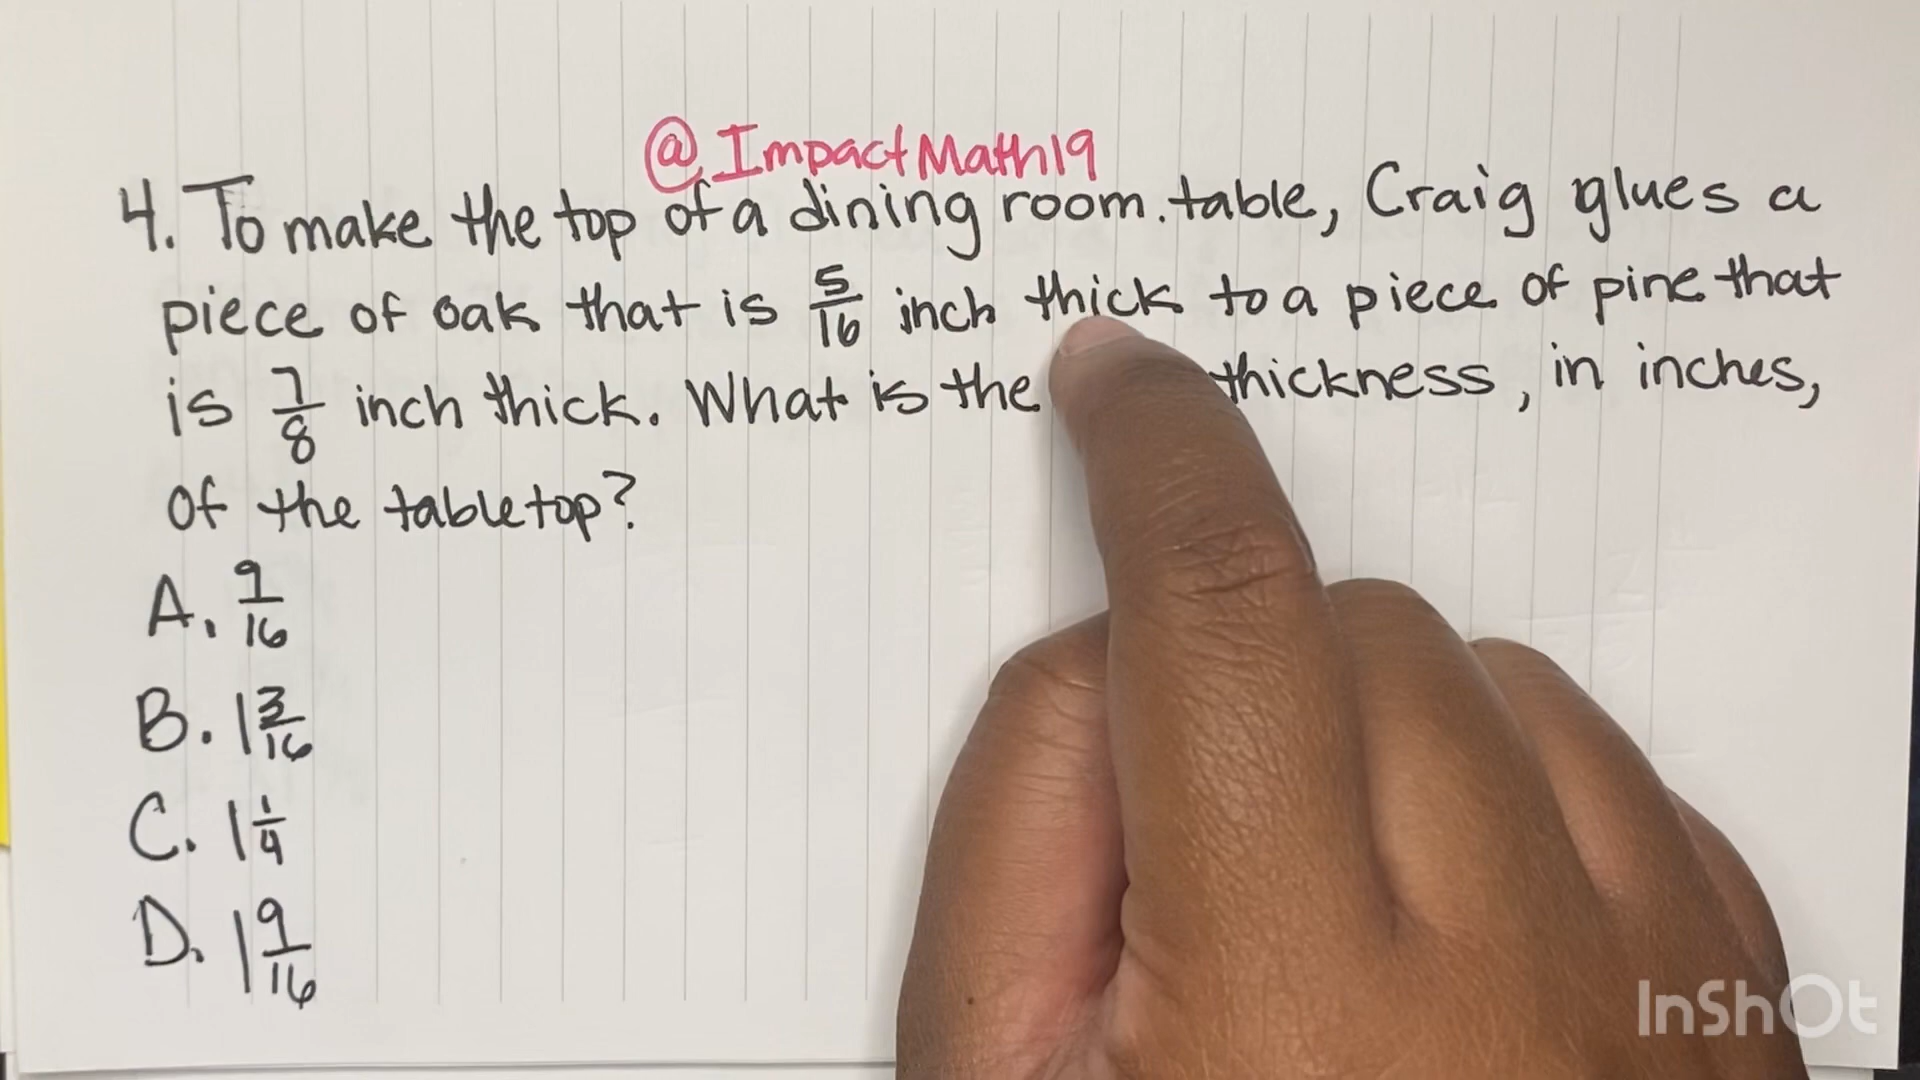 @ImpactMath19
4. To make the top of a dining room.table, Craig glues a
piece of oak that is 5/16 inch thick to a piece of pine that
is 7/8 inch thick. What is the thickness, in inches,
of the tabletop?
A. 9/16
B. 1 3/16
C. 1 1/4
D. 1 9/16
InShOt